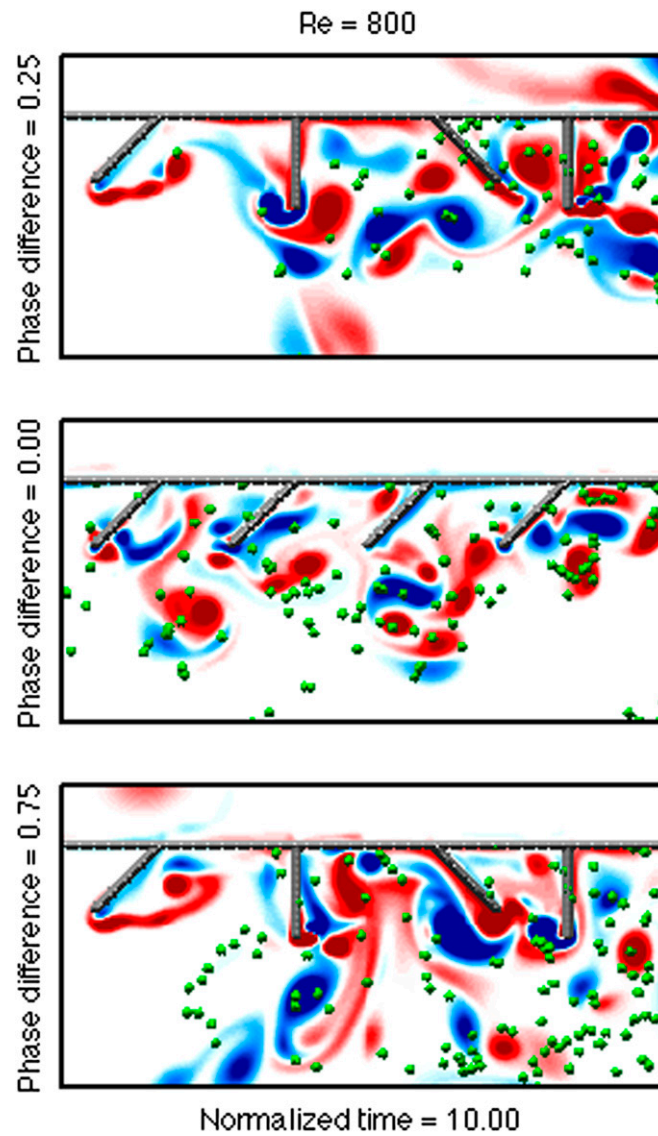 Re = 800
Phase difference = 0.25
Phase difference = 0.00
Phase difference = 0.75
Normalized time = 10.00